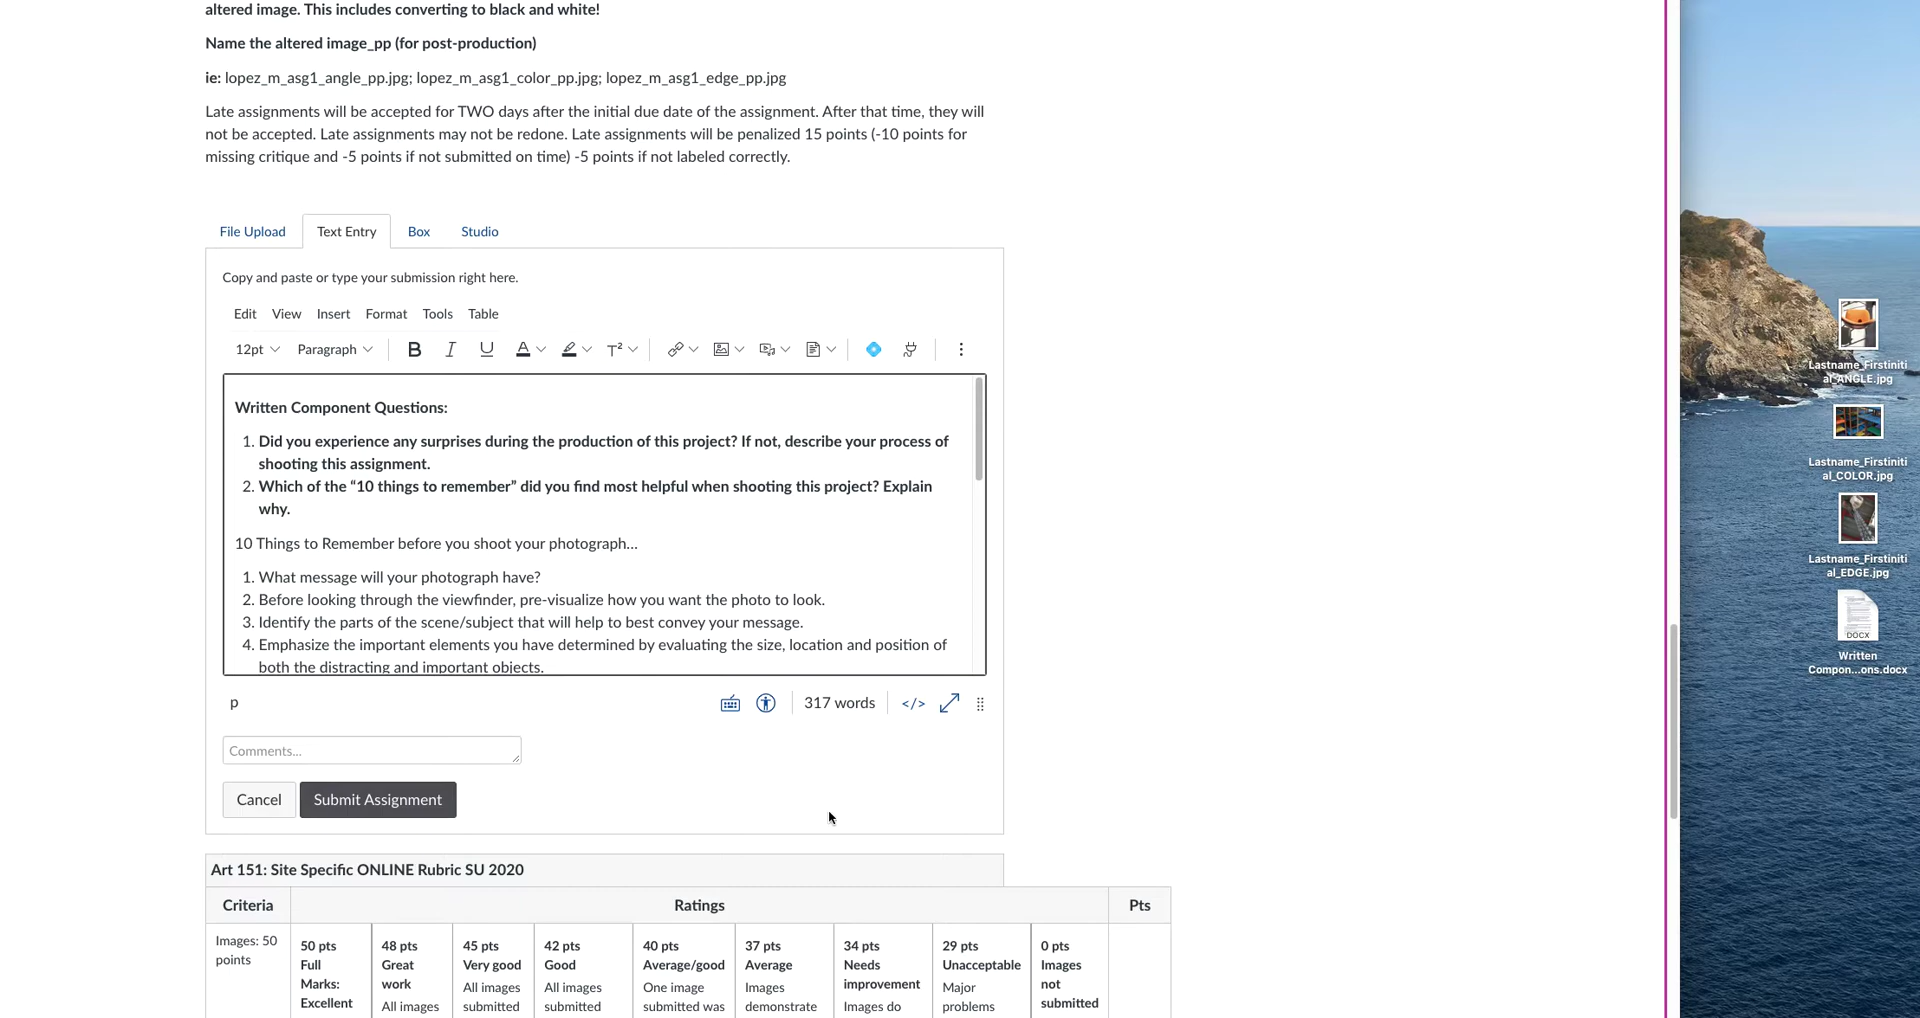 altered image. This includes converting to black and white!
Name the altered image_pp (for post-production)
ie: lopez_m_asg1_angle_pp.jpg; lopez_m_asg1_color_pp.jpg; lopez_m_asg1_edge_pp.jpg
Late assignments will be accepted for TWO days after the initial due date of the assignment. After that time, they will
not be accepted. Late assignments may not be redone. Late assignments will be penalized 15 points (-10 points for
missing critique and -5 points if not submitted on time) -5 points if not labeled correctly.
File Upload Text Entry Box Studio
Copy and paste or type your submission right here.
Edit View Insert Format Tools Table
12pt Paragraph B I U A T²
Written Component Questions:
1. Did you experience any surprises during the production of this project? If not, describe your process of
shooting this assignment.
2. Which of the “10 things to remember” did you find most helpful when shooting this project? Explain
why.
10 Things to Remember before you shoot your photograph…
1. What message will your photograph have?
2. Before looking through the viewfinder, pre-visualize how you want the photo to look.
3. Identify the parts of the scene/subject that will help to best convey your message.
4. Emphasize the important elements you have determined by evaluating the size, location and position of
both the distracting and important objects.
p 317 words </>
Comments...
Cancel Submit Assignment
Art 151: Site Specific ONLINE Rubric SU 2020
Criteria Ratings Pts
Images: 50
points
50 pts
Full
Marks:
Excellent
48 pts
Great
work
All images
45 pts
Very good
All images
submitted
42 pts
Good
All images
submitted
40 pts
Average/good
One image
submitted was
37 pts
Average
Images
demonstrate
34 pts
Needs
improvement
Images do
29 pts
Unacceptable
Major
problems
0 pts
Images
not
submitted
Lastname_Firstiniti
al_ANGLE.jpg
Lastname_Firstiniti
al_COLOR.jpg
Lastname_Firstiniti
al_EDGE.jpg
DOCX
Written
Compon...ons.docx